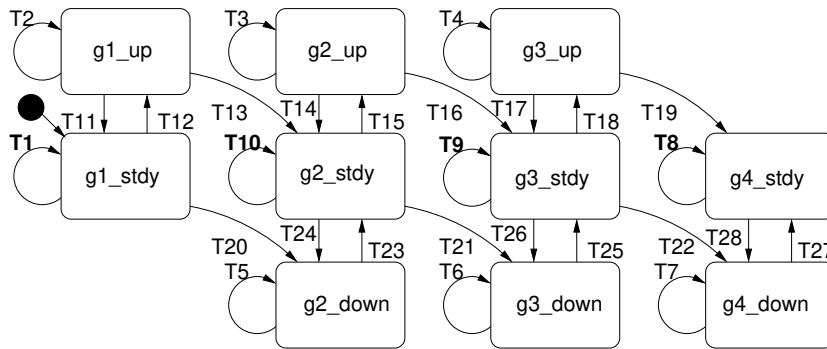 T2
g1_up
T3
g2_up
T4
g3_up
T11
T12
T13
T14
T15
T16
T17
T18
T19
T1
g1_stdy
T10
g2_stdy
T9
g3_stdy
T8
g4_stdy
T20
T24
T23
T21
T26
T25
T22
T28
T27
T5
g2_down
T6
g3_down
T7
g4_down